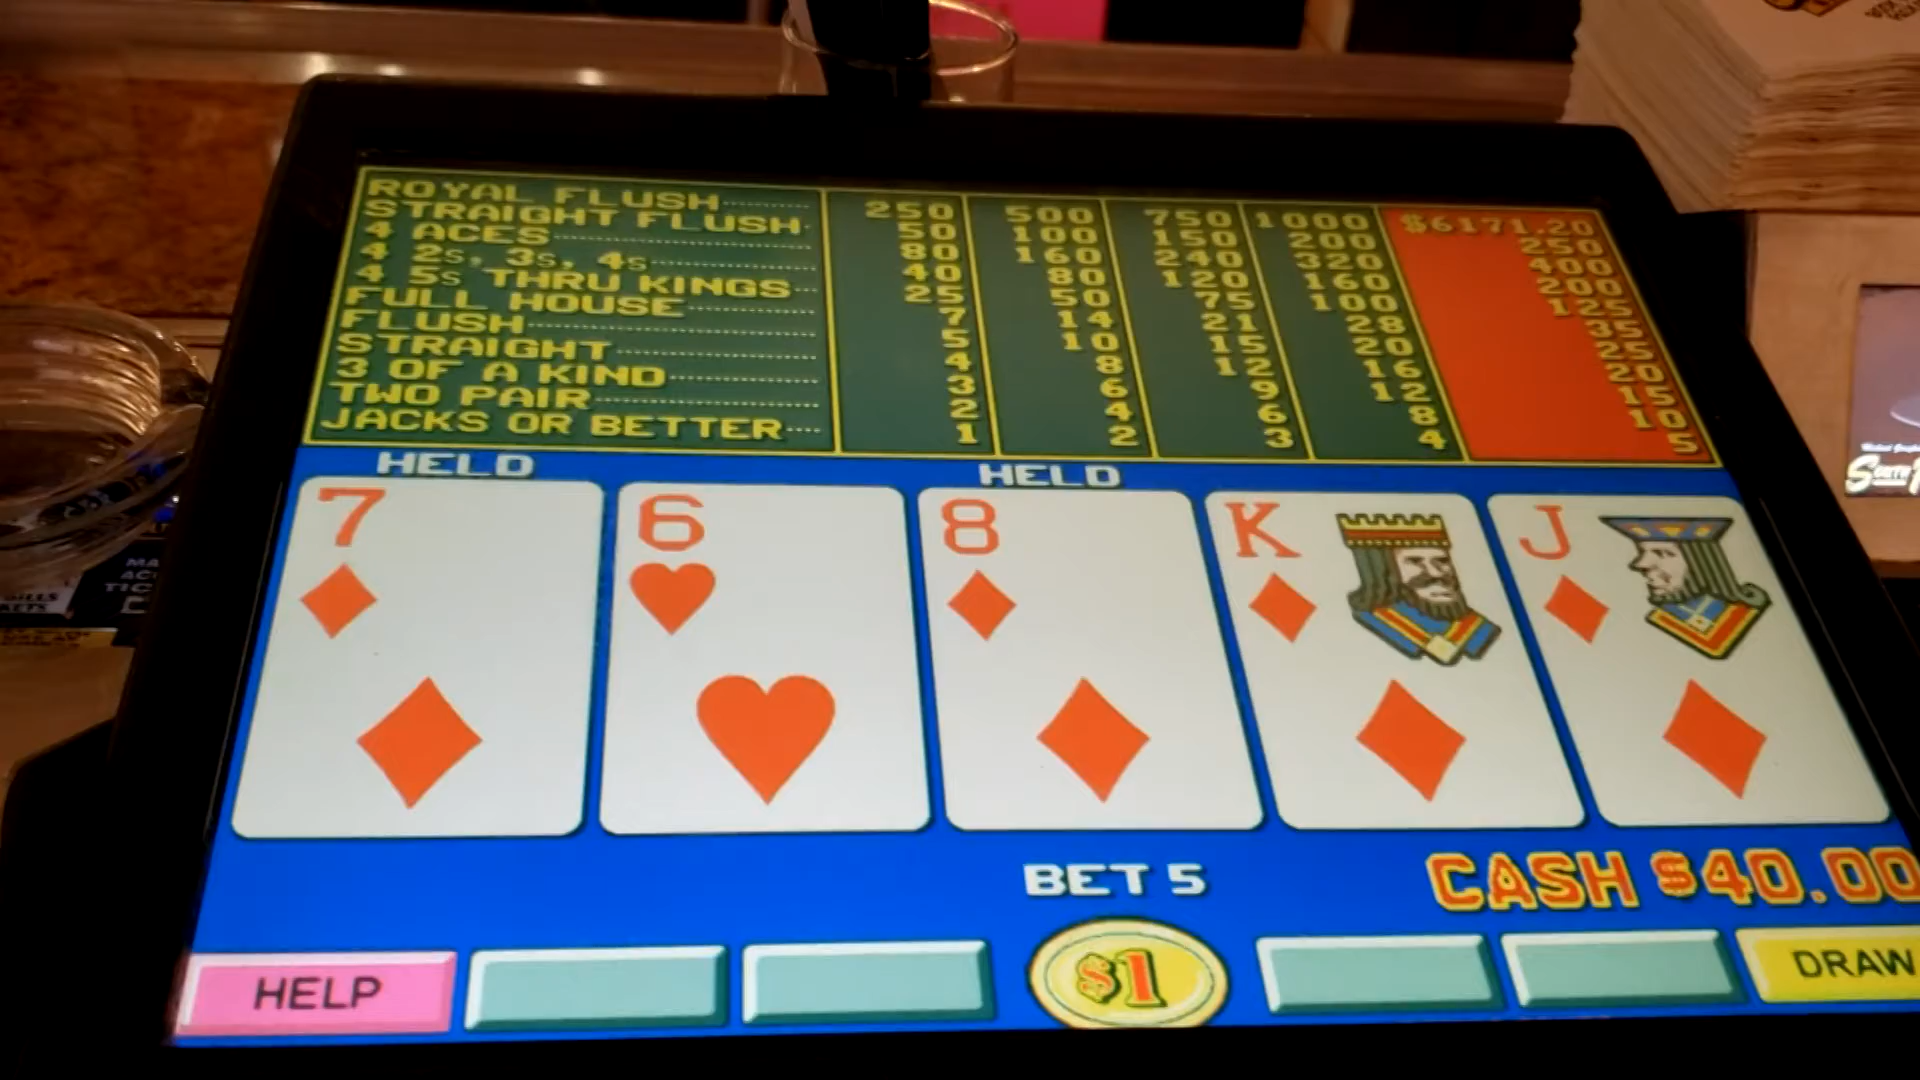 ROYAL FLUSH 250 500 750 1000 $6171.20
STRAIGHT FLUSH 50 100 150 200 250
4 ACES 80 160 240 320 400
4 2S, 3S, 4S 40 80 120 160 200
4 5S THRU KINGS 25 50 75 100 125
FULL HOUSE 7 14 21 28 35
FLUSH 5 10 15 20 25
STRAIGHT 4 8 12 16 20
3 OF A KIND 3 6 9 12 15
TWO PAIR 2 4 6 8 10
JACKS OR BETTER 1 2 3 4 5
HELD HELD
7 6 8 K J
BET 5 CASH $40.00
HELP $1 DRAW